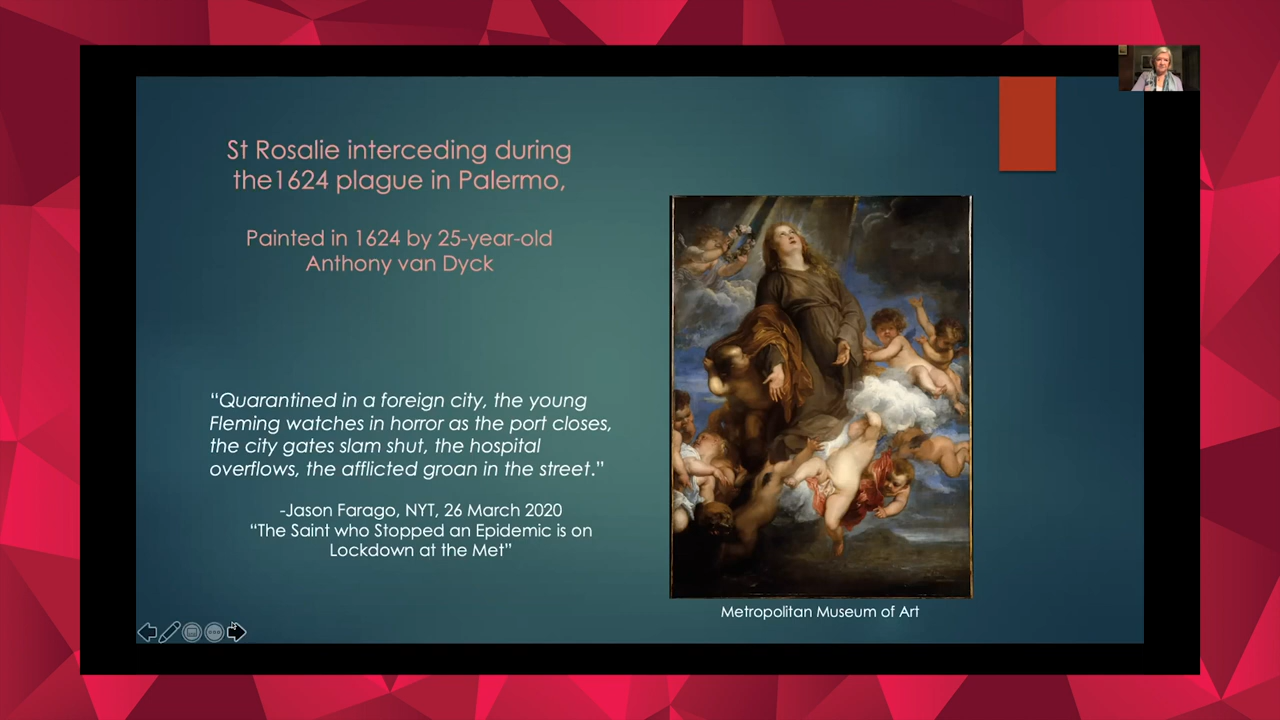 St Rosalie interceding during
the1624 plague in Palermo,
Painted in 1624 by 25-year-old
Anthony van Dyck
“Quarantined in a foreign city, the young
Fleming watches in horror as the port closes,
the city gates slam shut, the hospital
overflows, the afflicted groan in the street.”
-Jason Farago, NYT, 26 March 2020
“The Saint who Stopped an Epidemic is on
Lockdown at the Met”
Metropolitan Museum of Art